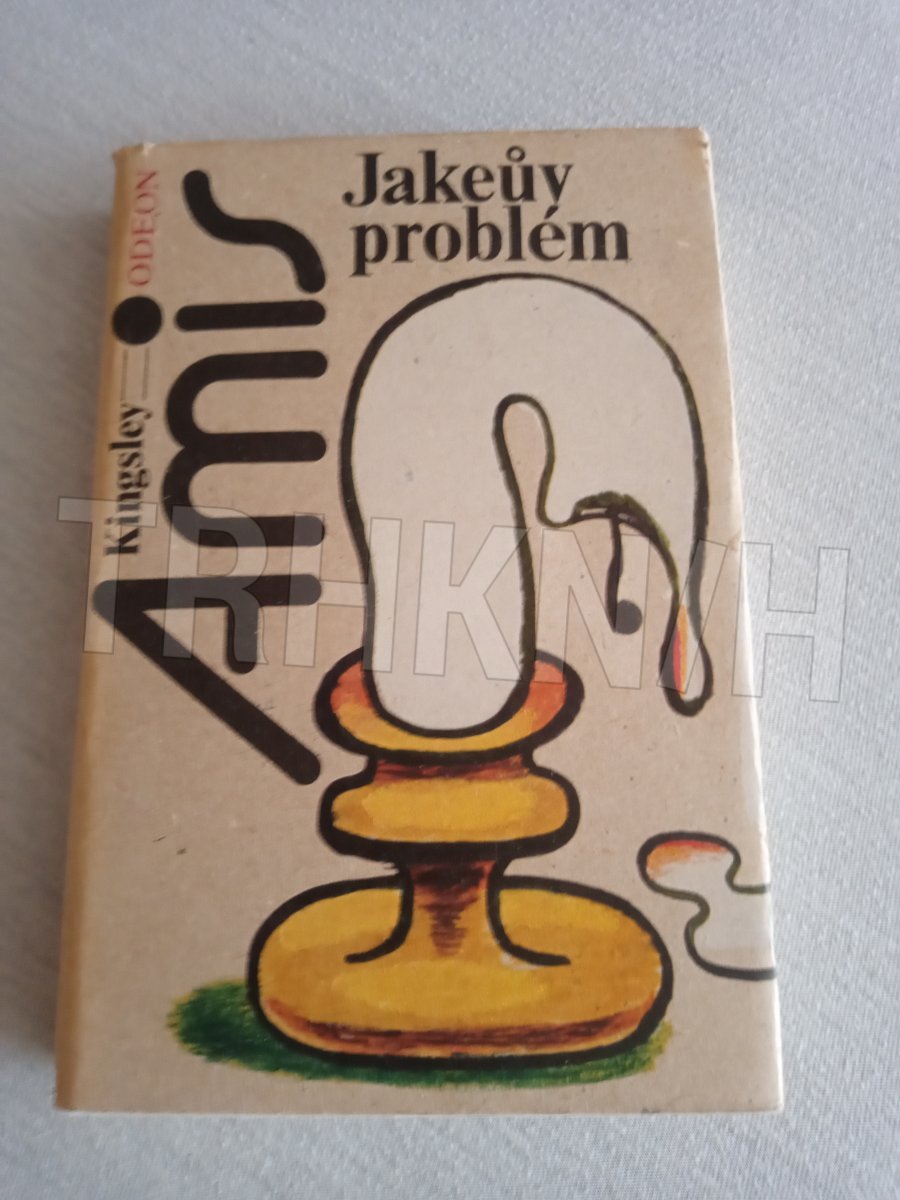 Jakeův
problém
Kingsley
Amis
ODEON
TRHKNIH